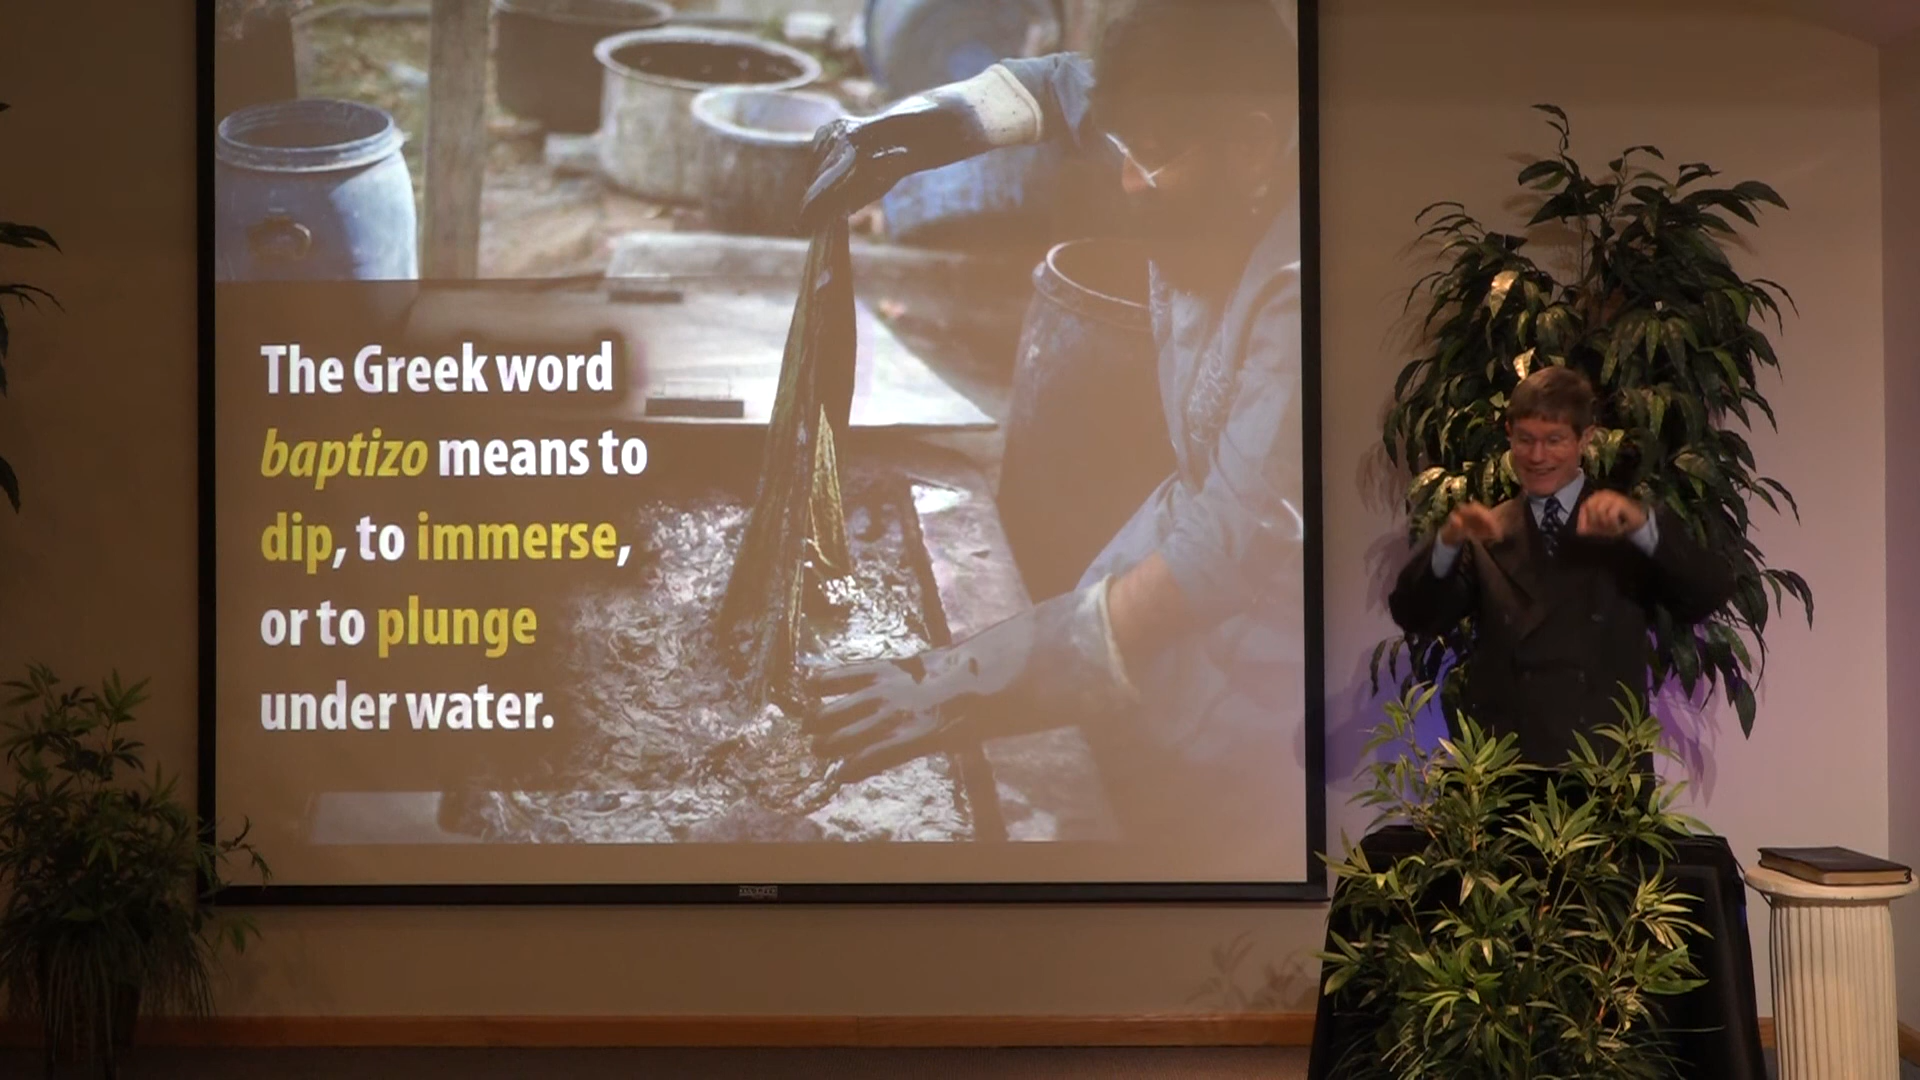 The Greek word
baptizo means to
dip, to immerse,
or to plunge
under water.